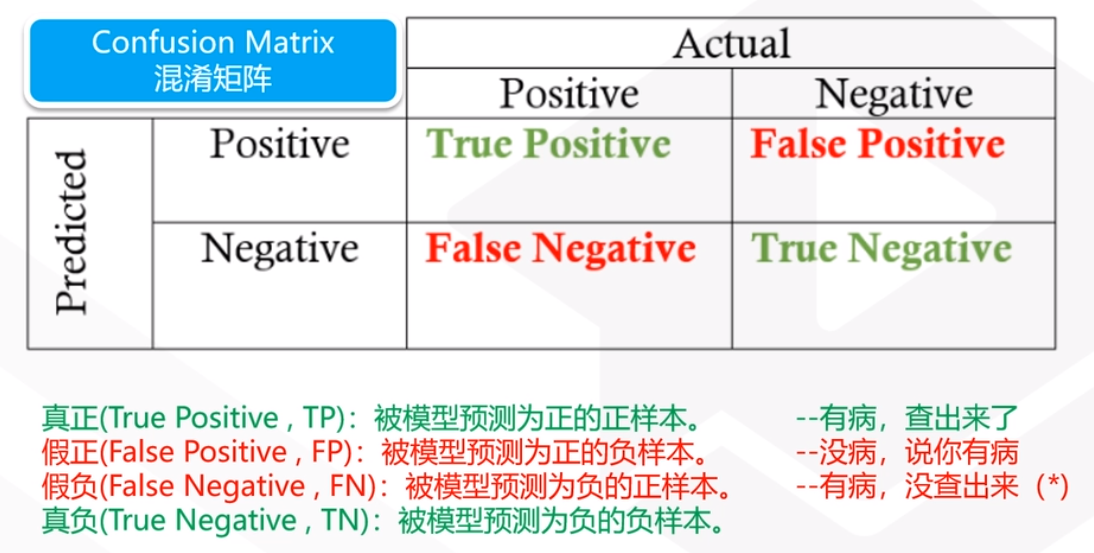 Confusion Matrix
混淆矩阵
Actual
Positive Negative
Predicted
Positive True Positive False Positive
Negative False Negative True Negative
真正(True Positive , TP)：被模型预测为正的正样本。 --有病，查出来了
假正(False Positive , FP)：被模型预测为正的负样本。 --没病，说你有病
假负(False Negative , FN)：被模型预测为负的正样本。 --有病，没查出来（*）
真负(True Negative , TN)：被模型预测为负的负样本。